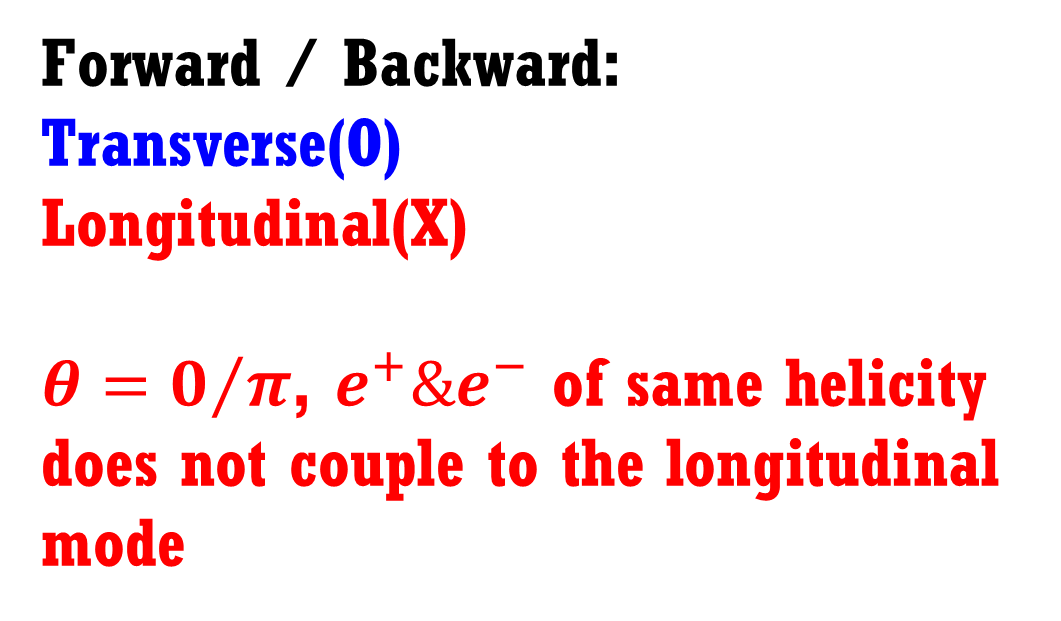 Forward / Backward:
Transverse(O)
Longitudinal(X)
θ = 0/π, e⁺&e⁻ of same helicity
does not couple to the longitudinal
mode